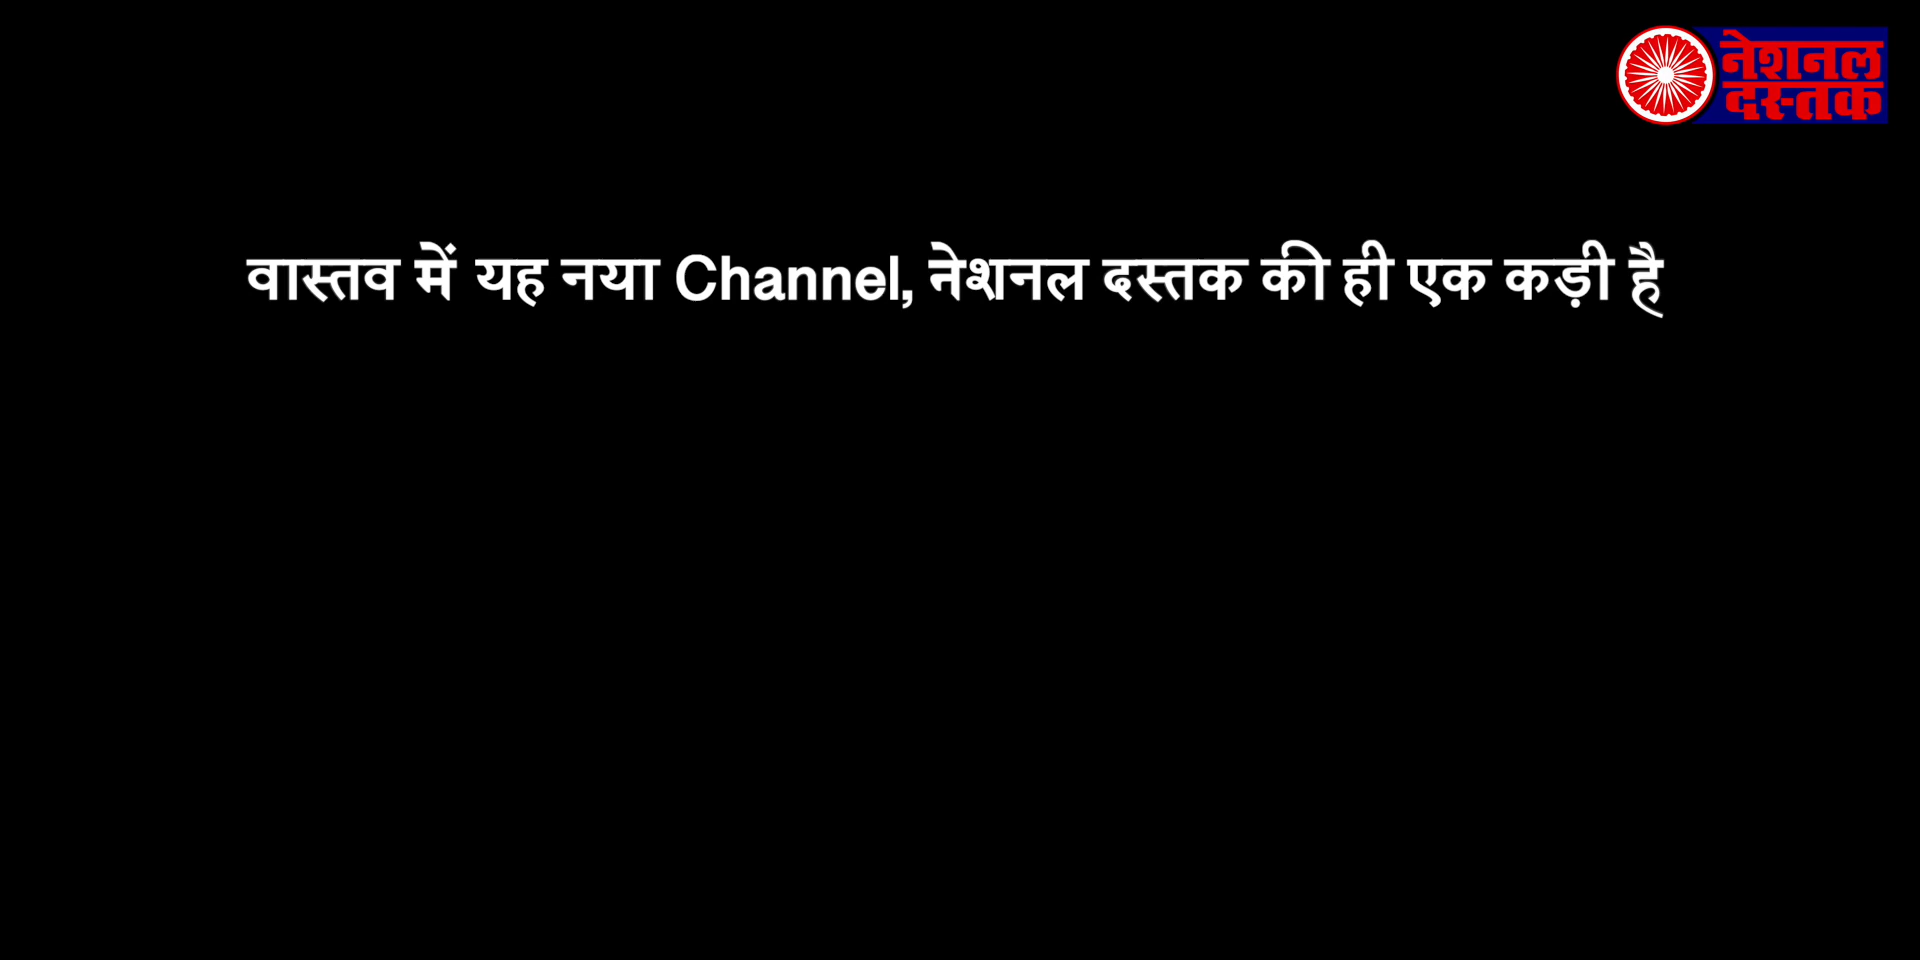 नेशनल
दस्तक
वास्तव में यह नया Channel, नेशनल दस्तक की ही एक कड़ी है